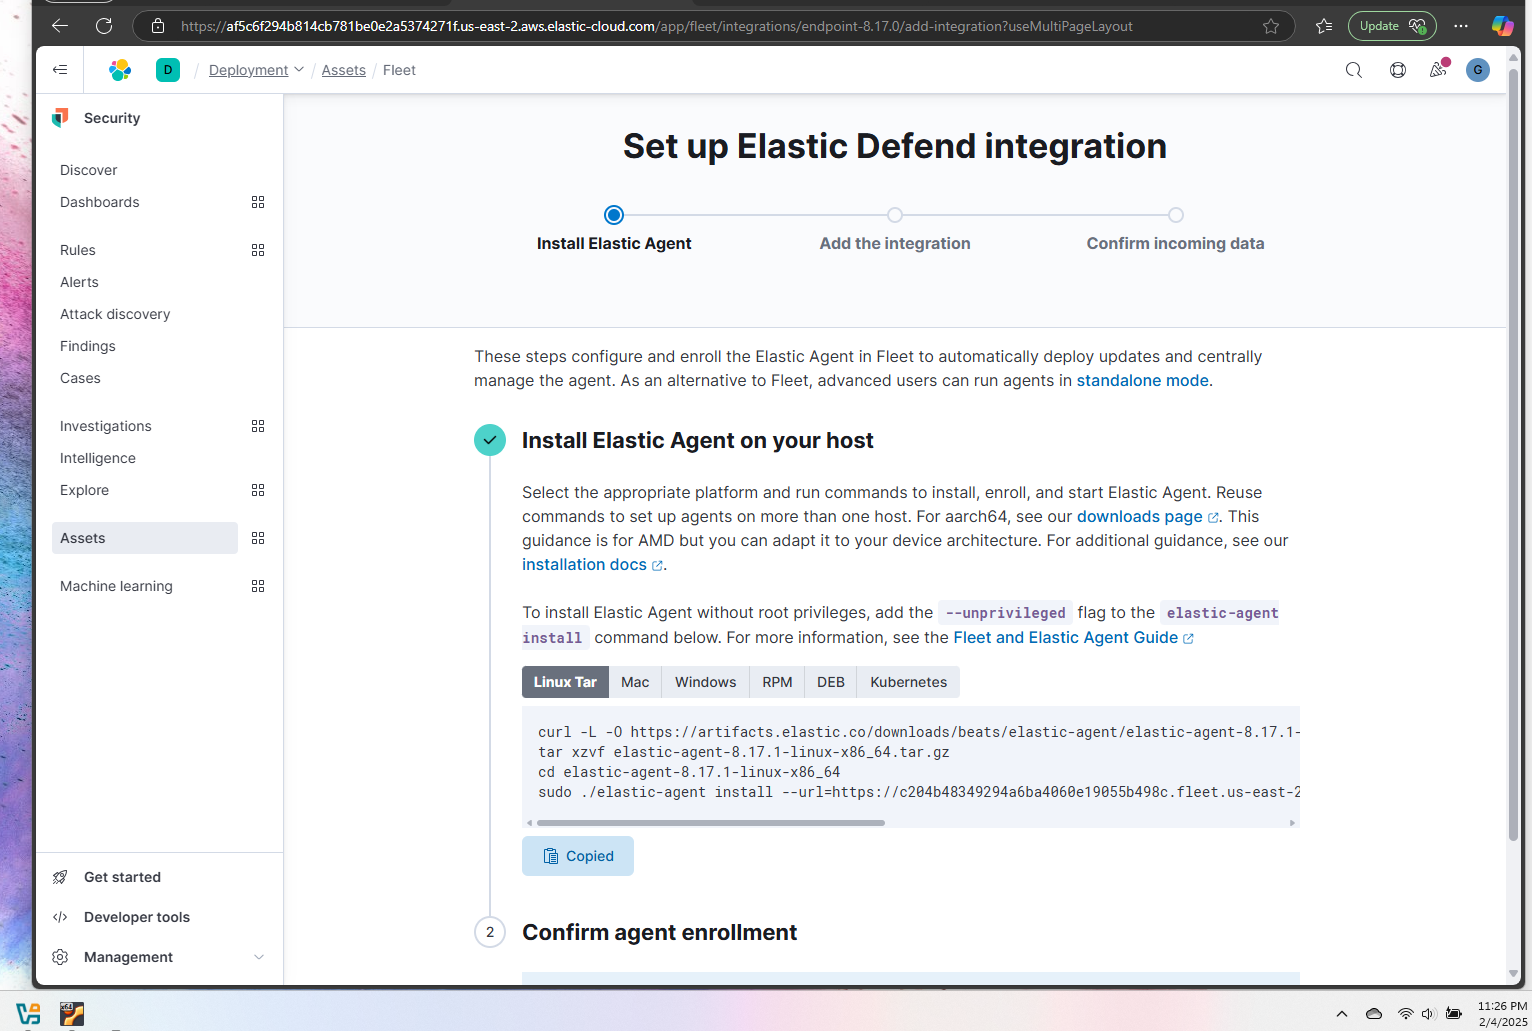 https://af5c6f294b814cb781be0e2a5374271f.us-east-2.aws.elastic-cloud.com/app/fleet/integrations/endpoint-8.17.0/add-integration?useMultiPageLayout
Update
D / Deployment / Assets / Fleet
G
Security
Discover
Dashboards
Rules
Alerts
Attack discovery
Findings
Cases
Investigations
Intelligence
Explore
Assets
Machine learning
Get started
Developer tools
Management
Set up Elastic Defend integration
Install Elastic Agent
Add the integration
Confirm incoming data
These steps configure and enroll the Elastic Agent in Fleet to automatically deploy updates and centrally
manage the agent. As an alternative to Fleet, advanced users can run agents in standalone mode.
Install Elastic Agent on your host
Select the appropriate platform and run commands to install, enroll, and start Elastic Agent. Reuse
commands to set up agents on more than one host. For aarch64, see our downloads page. This
guidance is for AMD but you can adapt it to your device architecture. For additional guidance, see our
installation docs.
To install Elastic Agent without root privileges, add the --unprivileged flag to the elastic-agent
install command below. For more information, see the Fleet and Elastic Agent Guide
Linux Tar Mac Windows RPM DEB Kubernetes
curl -L -O https://artifacts.elastic.co/downloads/beats/elastic-agent/elastic-agent-8.17.1-
tar xzvf elastic-agent-8.17.1-linux-x86_64.tar.gz
cd elastic-agent-8.17.1-linux-x86_64
sudo ./elastic-agent install --url=https://c204b48349294a6ba4060e19055b498c.fleet.us-east-2
Copied
2 Confirm agent enrollment
x64
11:26 PM
2/4/2025